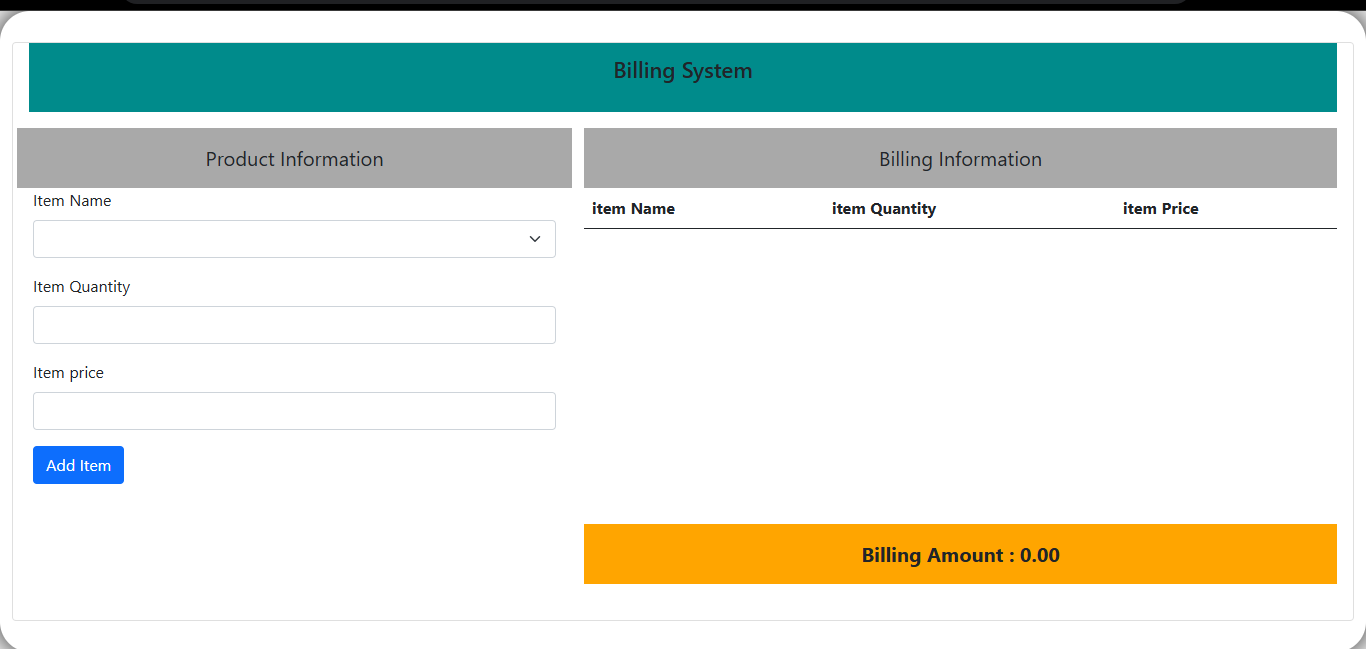 Billing System
Product Information
Item Name
Item Quantity
Item price
Add Item
Billing Information
item Name item Quantity item Price
Billing Amount : 0.00